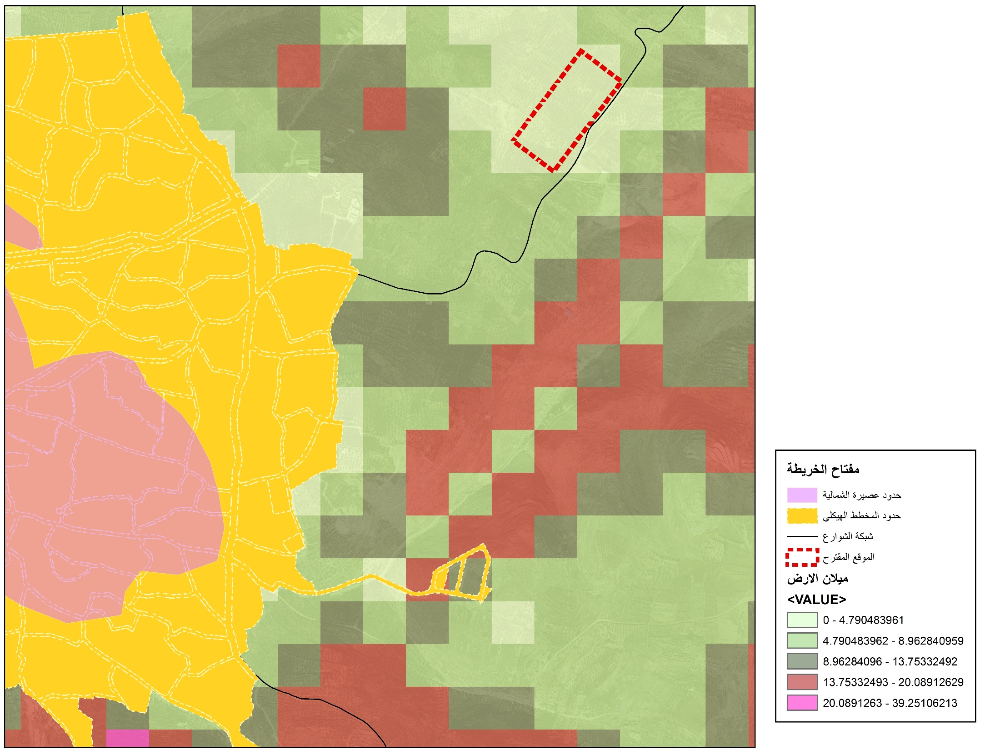 مفتاح الخريطة
حدود عصيرة الشمالية
حدود المخطط الهيكلي
شبكة الشوارع
الموقع المقترح
ميلان الارض
<VALUE>
0 - 4.790483961
4.790483962 - 8.962840959
8.96284096 - 13.75332492
13.75332493 - 20.08912629
20.0891263 - 39.25106213